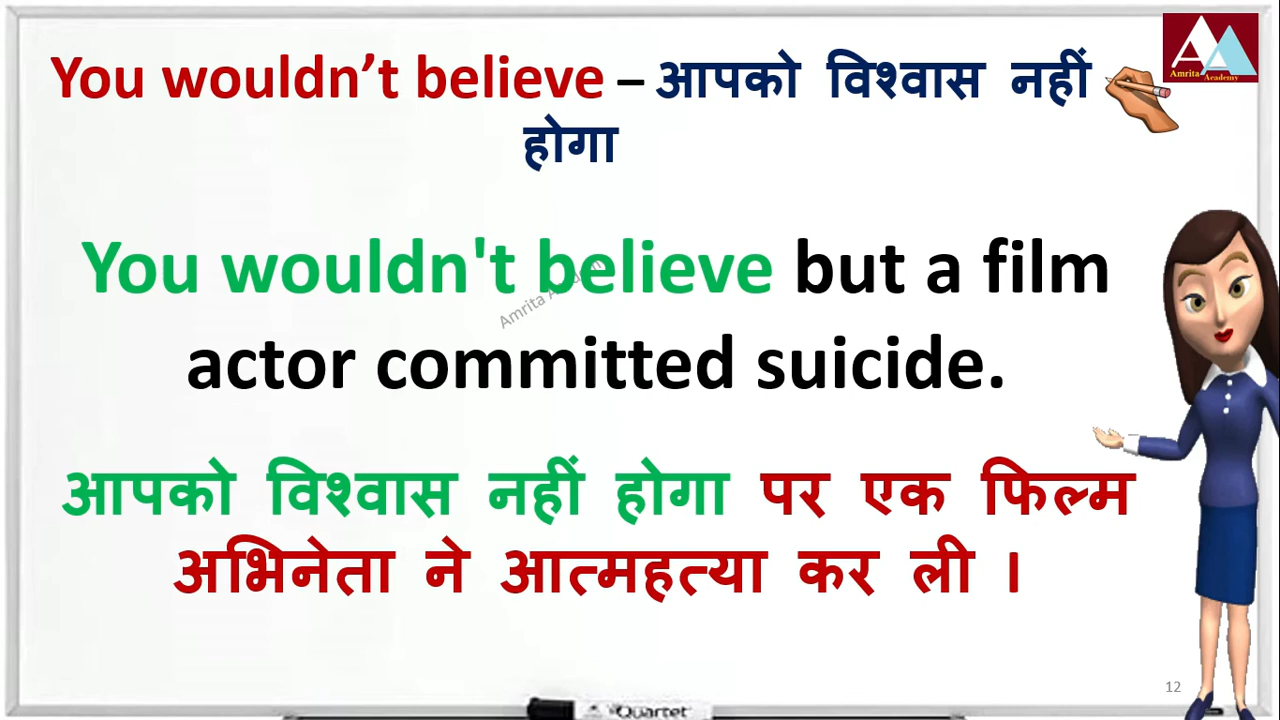 You wouldn’t believe – आपको विश्वास नहीं
होगा
Amrita Academy
You wouldn't believe but a film
actor committed suicide.
आपको विश्वास नहीं होगा पर एक फिल्म
अभिनेता ने आत्महत्या कर ली ।
12
Quartet